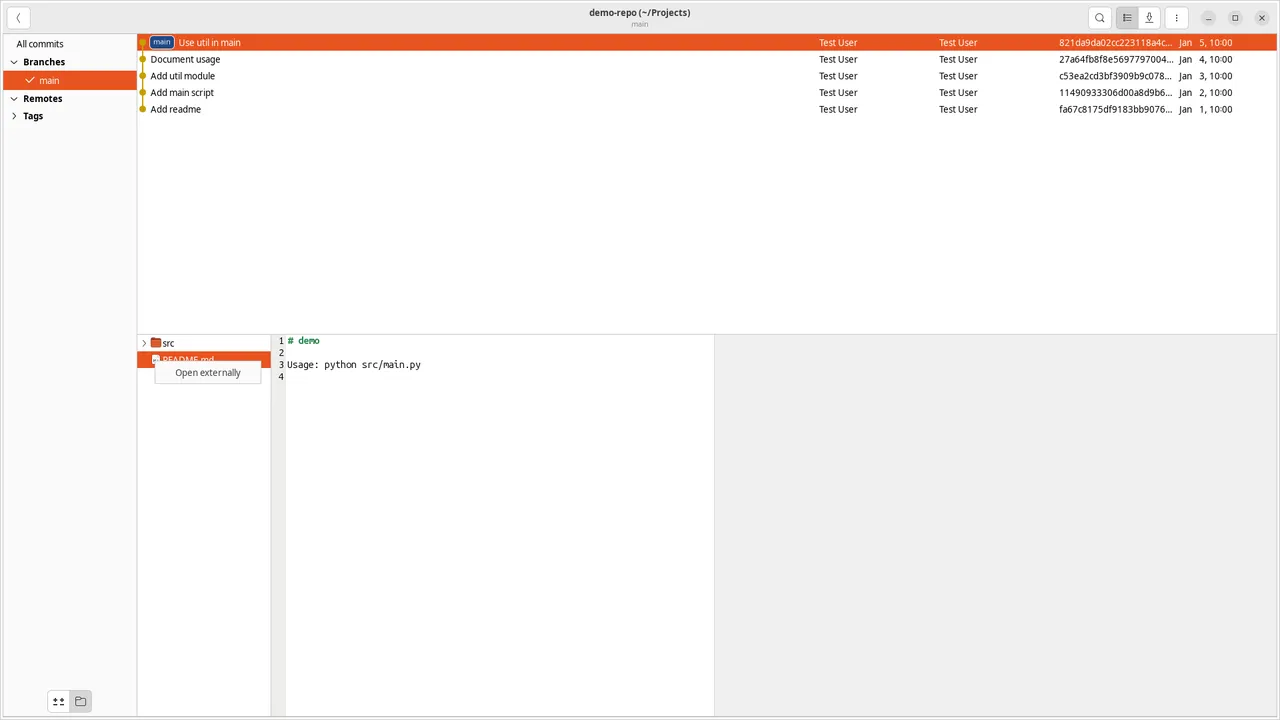 demo-repo (~/Projects)
main
All commits
Branches
main
Remotes
Tags
main Use util in main Test User Test User 821da9da02cc223118a4c... Jan 5, 10:00
Document usage Test User Test User 27a64fb8f8e5697797004... Jan 4, 10:00
Add util module Test User Test User c53ea2cd3bf3909b9c078... Jan 3, 10:00
Add main script Test User Test User 11490933306d00a8d9b6... Jan 2, 10:00
Add readme Test User Test User fa67c8175df9183bb9076... Jan 1, 10:00
src
README.md
Open externally
1 # demo
2
3 Usage: python src/main.py
4